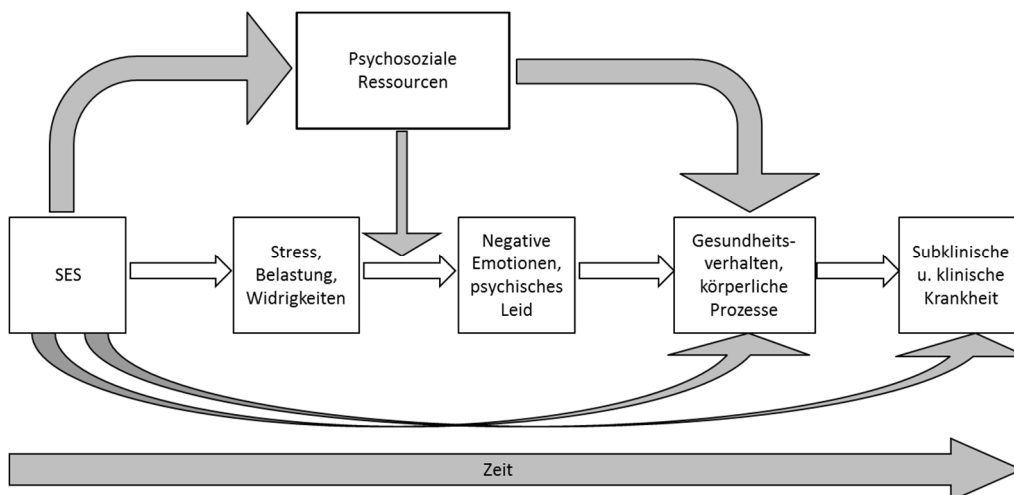 Psychosoziale
Ressourcen
SES
Stress,
Belastung,
Widrigkeiten
Negative
Emotionen,
psychisches
Leid
Gesundheits-
verhalten,
körperliche
Prozesse
Subklinische
u. klinische
Krankheit
Zeit